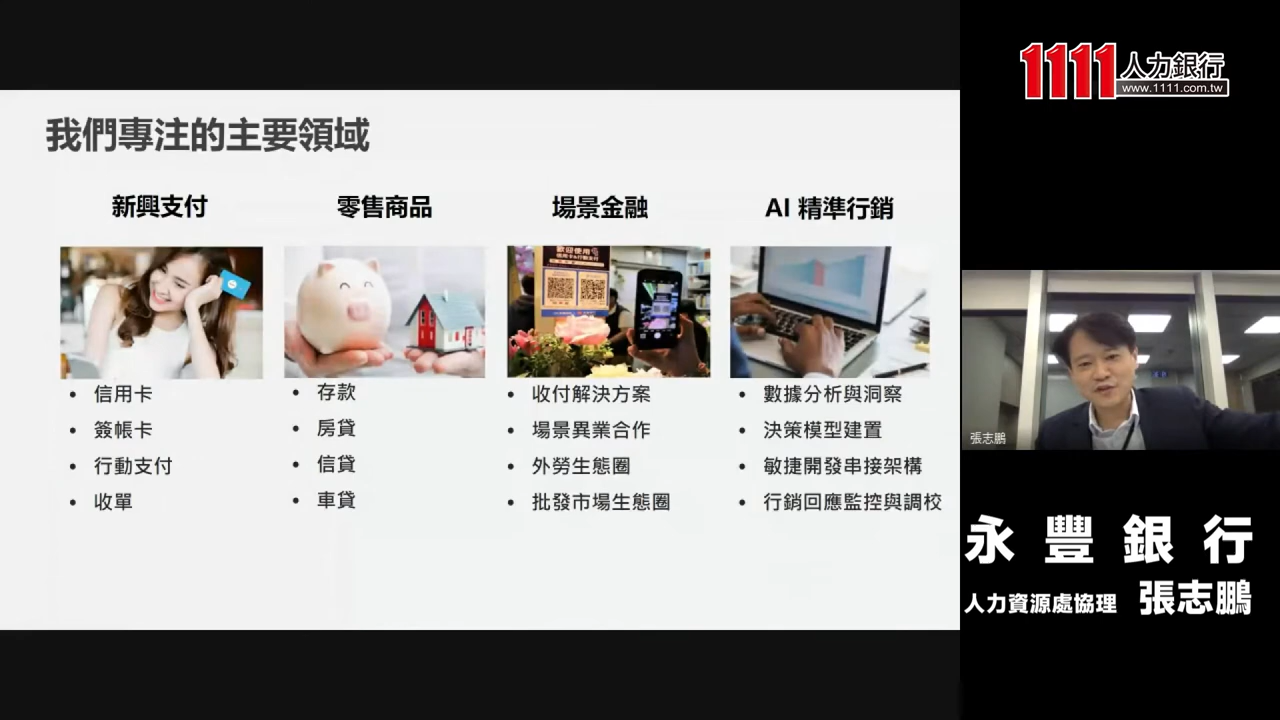 我們專注的主要領域
新興支付
信用卡
簽帳卡
行動支付
收單
零售商品
存款
房貸
信貸
車貸
場景金融
歡迎使用
收付解決方案
場景異業合作
外勞生態圈
批發市場生態圈
AI 精準行銷
數據分析與洞察
決策模型建置
敏捷開發串接架構
行銷回應監控與調校
1111人力銀行
www.1111.com.tw
張志鵬
永豐銀行
人力資源處協理 張志鵬